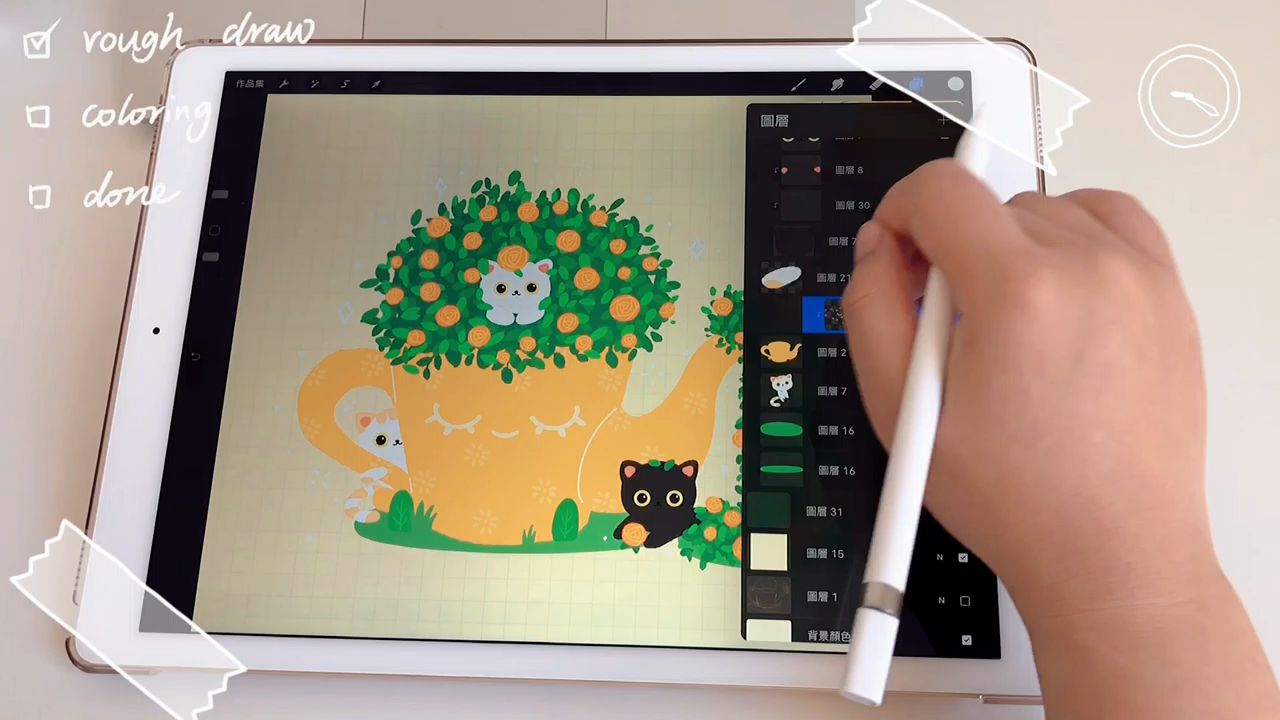 rough draw
coloring
done
作品集
圖層
圖層 8
圖層 30
圖層
圖層 21
圖層 2
圖層 7
圖層 16
圖層 16
圖層 31
圖層 15
N
圖層 1
N
背景顏色